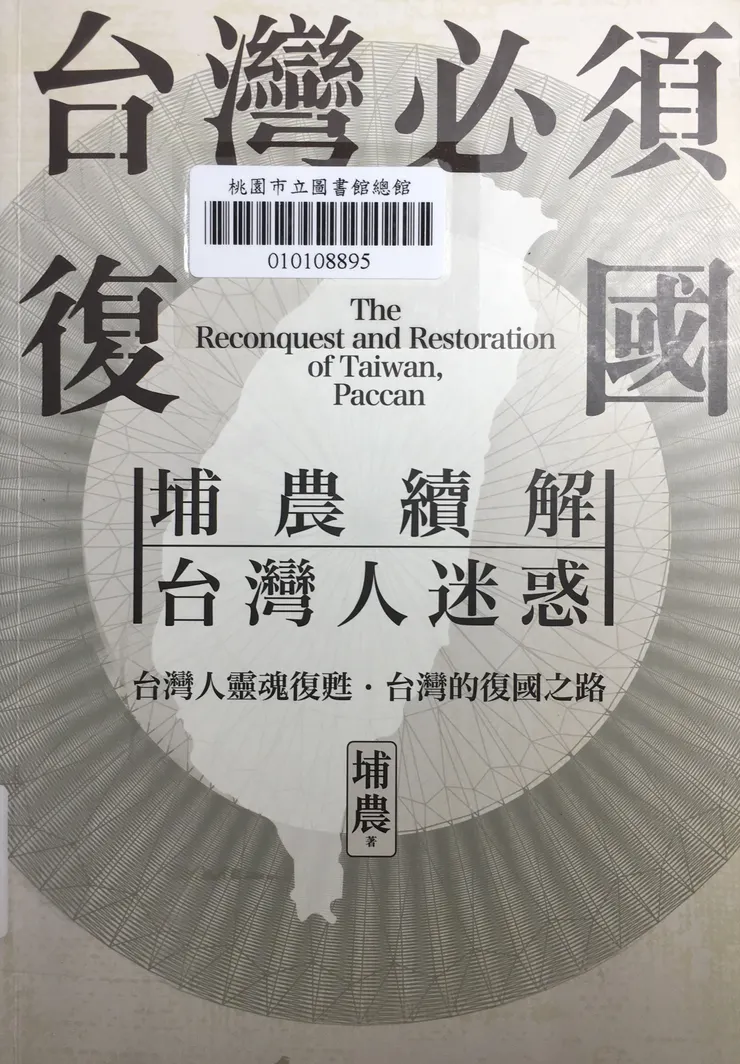 台灣必須
桃園市立圖書館總館
010108895
復國
The
Reconquest and Restoration
of Taiwan,
Paccan
埔農續解
台灣人迷惑
台灣人靈魂復甦・台灣的復國之路
埔農
著